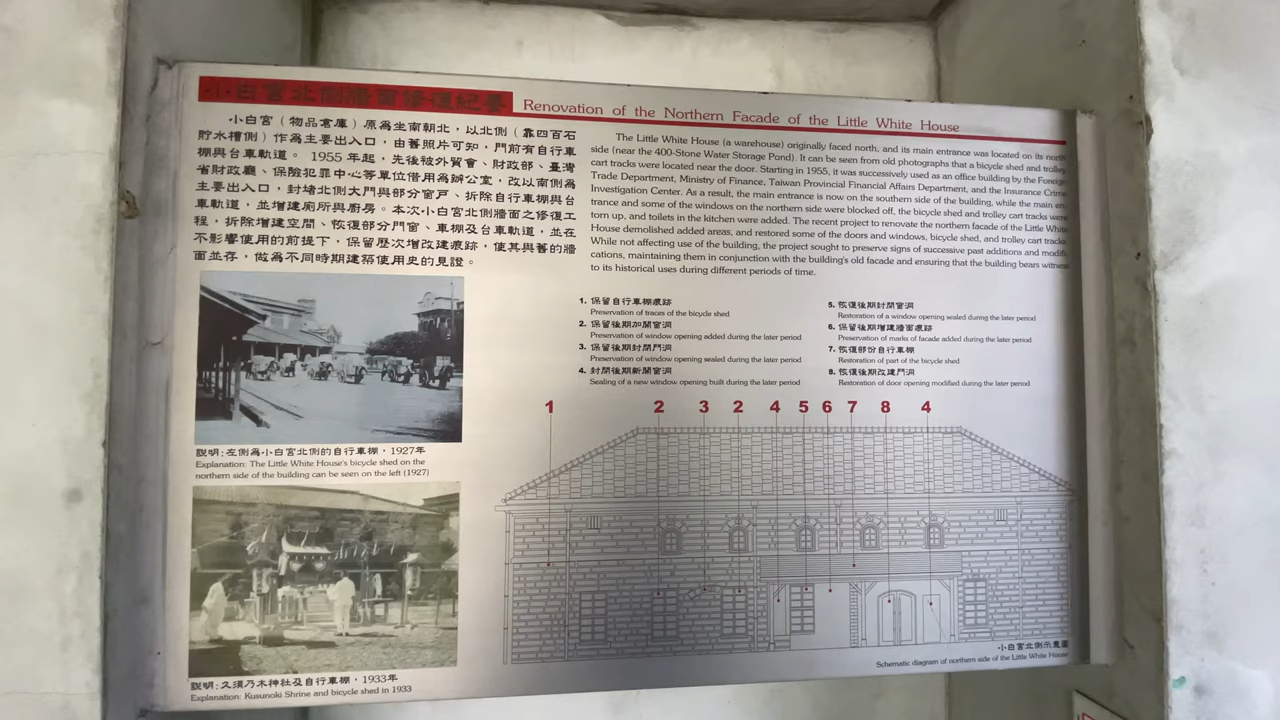 小白宮北側牆面修復紀要
Renovation of the Northern Facade of the Little White House
小白宮（物品倉庫）原為坐南朝北，以北側（靠四百石
貯水槽側）作為主要出入口，由舊照片可知，門前有自行車
棚與台車軌道。 1955 年起，先後被外貿會、財政部、臺灣
省財政廳、保險犯罪中心等單位借用為辦公室，改以南側為
主要出入口，封堵北側大門與部分窗戶、拆除自行車棚與台
車軌道，並增建廁所與廚房。本次小白宮北側牆面之修復工
程，拆除增建空間、恢復部分門窗、車棚及台車軌道，並在
不影響使用的前提下，保留歷次增改建痕跡，使其與舊的牆
面並存，做為不同時期建築使用史的見證。
The Little White House (a warehouse) originally faced north, and its main entrance was located on its north
side (near the 400-Stone Water Storage Pond). It can be seen from old photographs that a bicycle shed and trolley
cart tracks were located near the door. Starting in 1955, it was successively used as an office building by the Foreign
Trade Department, Ministry of Finance, Taiwan Provincial Financial Affairs Department, and the Insurance Crime
Investigation Center. As a result, the main entrance is now on the southern side of the building, while the main en-
trance and some of the windows on the northern side were blocked off, the bicycle shed and trolley cart tracks were
torn up, and toilets in the kitchen were added. The recent project to renovate the northern facade of the Little White
House demolished added areas, and restored some of the doors and windows, bicycle shed, and trolley cart tracks.
While not affecting use of the building, the project sought to preserve signs of successive past additions and modifi-
cations, maintaining them in conjunction with the building's old facade and ensuring that the building bears witness
to its historical uses during different periods of time.
1. 保留自行車棚痕跡
Preservation of traces of the bicycle shed
2. 保留後期加開窗洞
Preservation of window opening added during the later period
3. 保留後期封閉門洞
Preservation of window opening sealed during the later period
4. 封閉後期新開窗洞
Sealing of a new window opening built during the later period
5. 恢復後期封閉窗洞
Restoration of a window opening sealed during the later period
6. 保留後期增建牆面痕跡
Preservation of marks of facade added during the later period
7. 恢復部份自行車棚
Restoration of part of the bicycle shed
8. 恢復後期改建門洞
Restoration of door opening modified during the later period
1 2 3 2 4 5 6 7 8 4
說明：左側為小白宮北側的自行車棚，1927年
Explanation: The Little White House's bicycle shed on the
northern side of the building can be seen on the left (1927)
說明：久須乃木神社及自行車棚，1933年
Explanation: Kusunoki Shrine and bicycle shed in 1933
小白宮北側示意圖
Schematic diagram of northern side of the Little White House